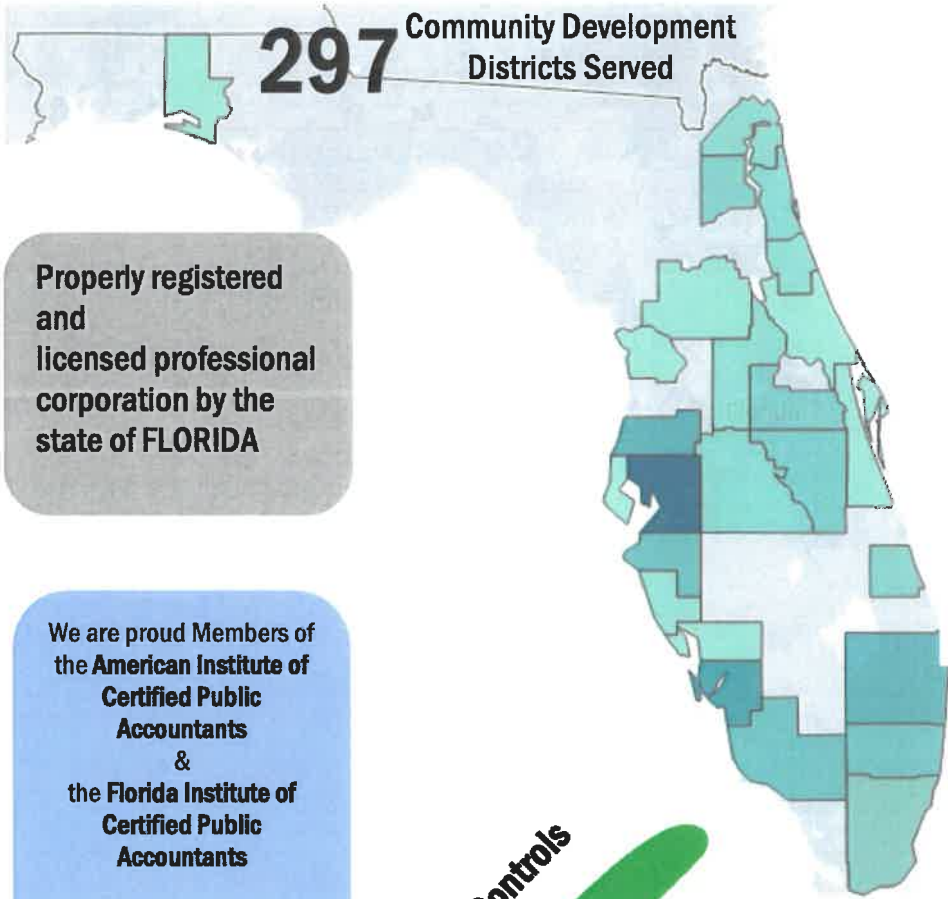 297 Community Development
Districts Served
Properly registered
and
licensed professional
corporation by the
state of FLORIDA
We are proud Members of
the American Institute of
Certified Public
Accountants
&
the Florida Institute of
Certified Public
Accountants